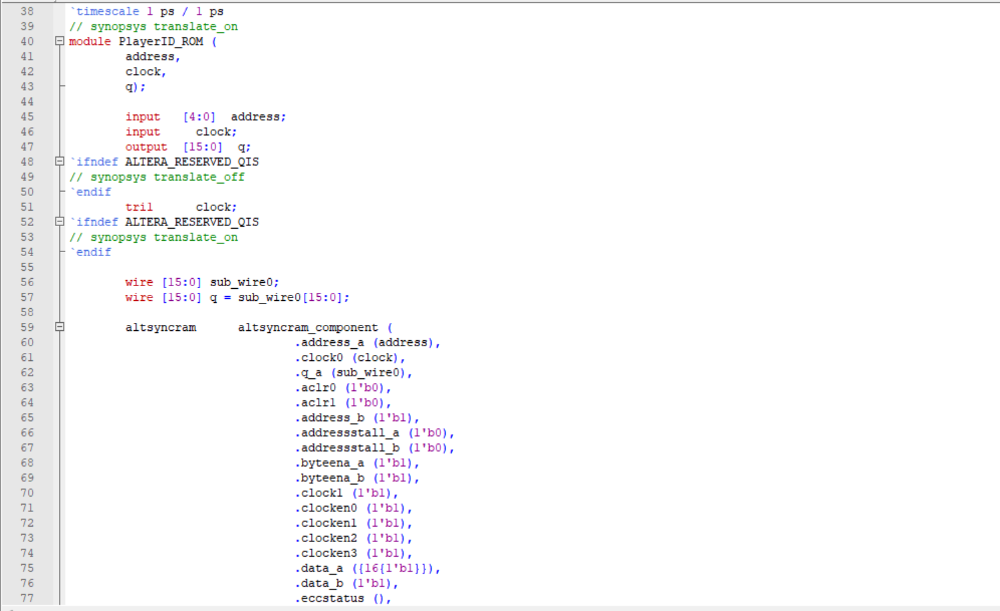 38 `timescale 1 ps / 1 ps
39 // synopsys translate_on
40 module PlayerID_ROM (
41 address,
42 clock,
43 q);
44
45 input [4:0] address;
46 input clock;
47 output [15:0] q;
48 `ifndef ALTERA_RESERVED_QIS
49 // synopsys translate_off
50 `endif
51 tri1 clock;
52 `ifndef ALTERA_RESERVED_QIS
53 // synopsys translate_on
54 `endif
55
56 wire [15:0] sub_wire0;
57 wire [15:0] q = sub_wire0[15:0];
58
59 altsyncram altsyncram_component (
60 .address_a (address),
61 .clock0 (clock),
62 .q_a (sub_wire0),
63 .aclr0 (1'b0),
64 .aclr1 (1'b0),
65 .address_b (1'b1),
66 .addressstall_a (1'b0),
67 .addressstall_b (1'b0),
68 .byteena_a (1'b1),
69 .byteena_b (1'b1),
70 .clock1 (1'b1),
71 .clocken0 (1'b1),
72 .clocken1 (1'b1),
73 .clocken2 (1'b1),
74 .clocken3 (1'b1),
75 .data_a ({16{1'b1}}),
76 .data_b (1'b1),
77 .eccstatus (),